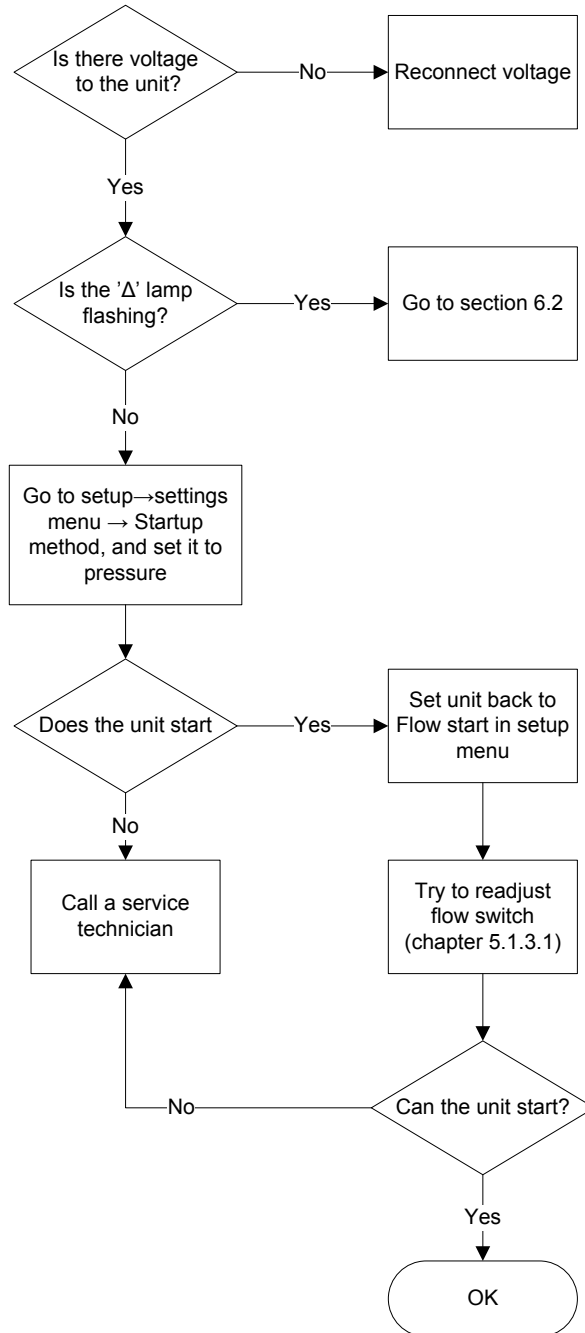 Is there voltage
to the unit?
No
Reconnect voltage
Yes
Is the ’Δ’ lamp
flashing?
Yes
Go to section 6.2
No
Go to setup→settings
menu → Startup
method, and set it to
pressure
Does the unit start
Yes
Set unit back to
Flow start in setup
menu
No
Call a service
technician
Try to readjust
flow switch
(chapter 5.1.3.1)
Can the unit start?
No
Yes
OK